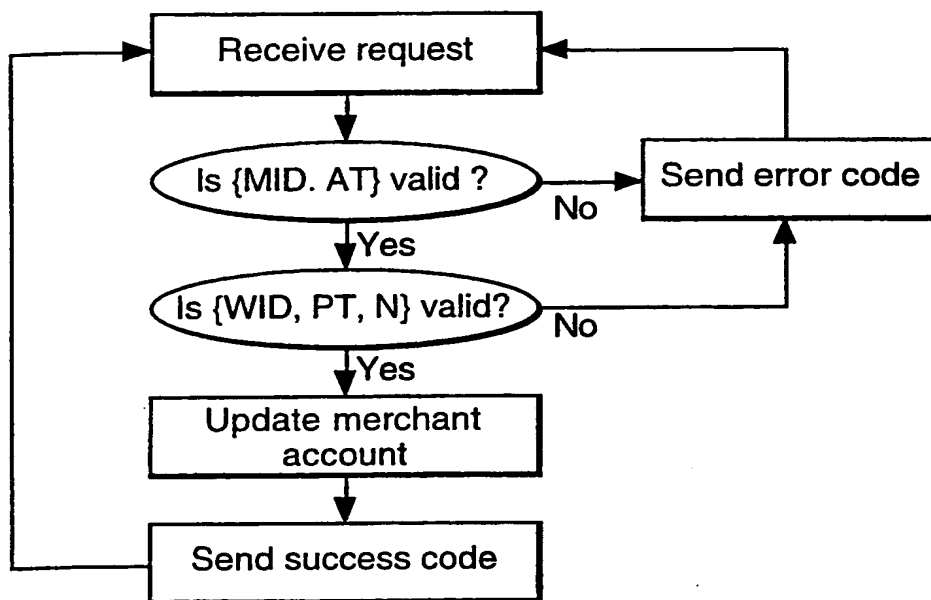 Receive request
Is {MID. AT} valid ?
Send error code
No
Yes
Is {WID, PT, N} valid?
No
Yes
Update merchant
account
Send success code